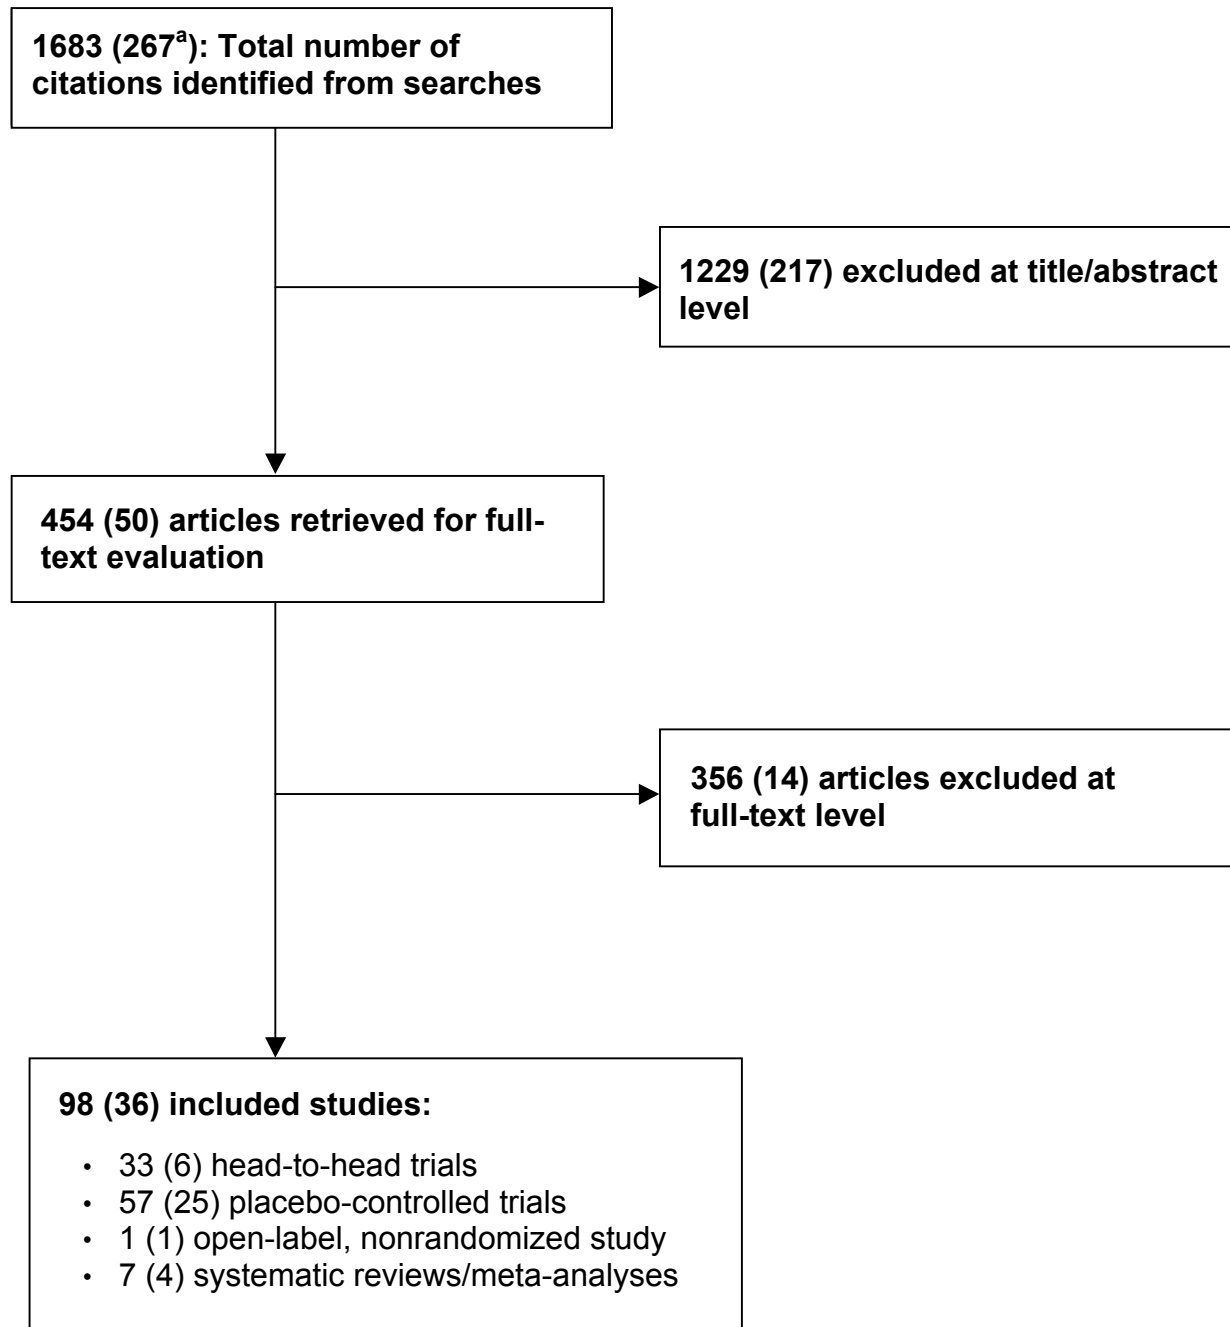 1683 (267ª): Total number of
citations identified from searches
1229 (217) excluded at title/abstract
level
454 (50) articles retrieved for full-
text evaluation
356 (14) articles excluded at
full-text level
98 (36) included studies:
• 33 (6) head-to-head trials
• 57 (25) placebo-controlled trials
• 1 (1) open-label, nonrandomized study
• 7 (4) systematic reviews/meta-analyses